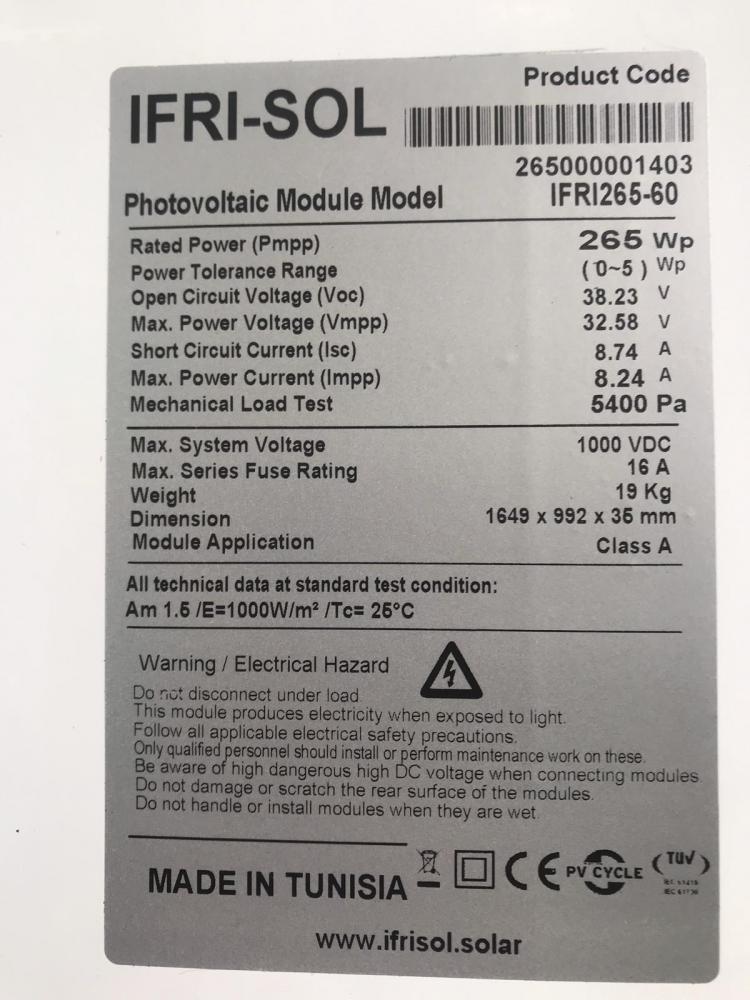 Product Code
IFRI-SOL
265000001403
Photovoltaic Module Model IFRI265-60
Rated Power (Pmpp) 265 Wp
Power Tolerance Range (0~5) Wp
Open Circuit Voltage (Voc) 38.23 V
Max. Power Voltage (Vmpp) 32.58 V
Short Circuit Current (Isc) 8.74 A
Max. Power Current (Impp) 8.24 A
Mechanical Load Test 5400 Pa
Max. System Voltage 1000 VDC
Max. Series Fuse Rating 16 A
Weight 19 Kg
Dimension 1649 x 992 x 35 mm
Module Application Class A
All technical data at standard test condition:
Am 1.5 /E=1000W/m² /Tc= 25°C
Warning / Electrical Hazard
Do not disconnect under load.
This module produces electricity when exposed to light.
Follow all applicable electrical safety precautions.
Only qualified personnel should install or perform maintenance work on these.
Be aware of high dangerous high DC voltage when connecting modules.
Do not damage or scratch the rear surface of the modules.
Do not handle or install modules when they are wet.
MADE IN TUNISIA CE PV CYCLE TÜV
www.ifrisol.solar